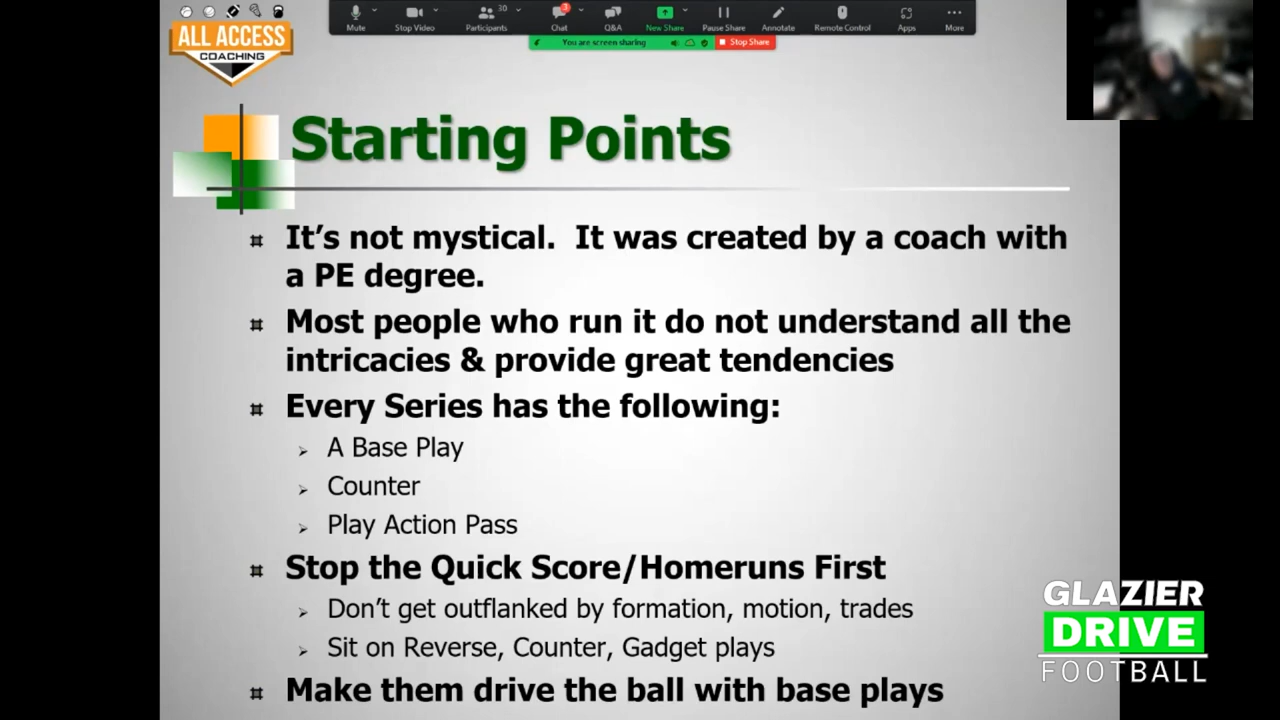 ALL ACCESS
COACHING
Mute
Stop Video
30
Participants
3
Chat
Q&A
New Share
Pause Share
Annotate
Remote Control
Apps
More
You are screen sharing
Stop Share
Starting Points
It's not mystical.  It was created by a coach with
a PE degree.
Most people who run it do not understand all the
intricacies & provide great tendencies
Every Series has the following:
A Base Play
Counter
Play Action Pass
Stop the Quick Score/Homeruns First
Don't get outflanked by formation, motion, trades
Sit on Reverse, Counter, Gadget plays
Make them drive the ball with base plays
GLAZIER
DRIVE
FOOTBALL